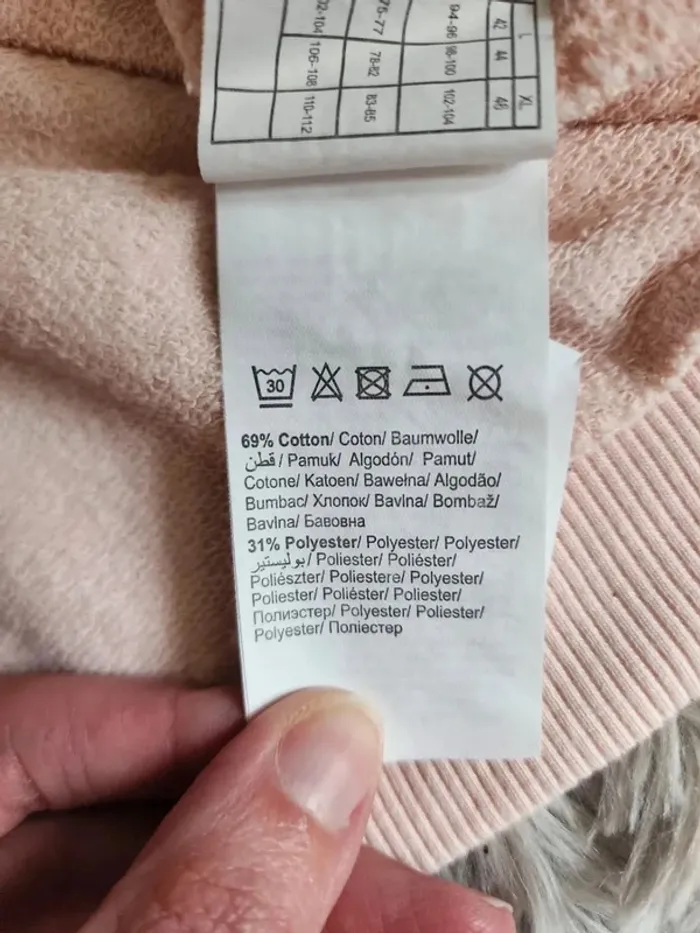 L XL
42 44 46
94-96 98-100 102-104
75-77 78-82 83-85
106-108 110-112
30
69% Cotton/ Coton/ Baumwolle/
قطن/ Pamuk/ Algodón/ Pamut/
Cotone/ Katoen/ Bawełna/ Algodão/
Bumbac/ Хлопок/ Bavlna/ Bombaž/
Bavlna/ Бавовна
31% Polyester/ Polyester/ Polyester/
بوليستير/ Poliester/ Poliéster/
Poliészter/ Poliestere/ Polyester/
Poliester/ Poliéster/ Poliester/
Полиэстер/ Polyester/ Poliester/
Polyester/ Поліестер